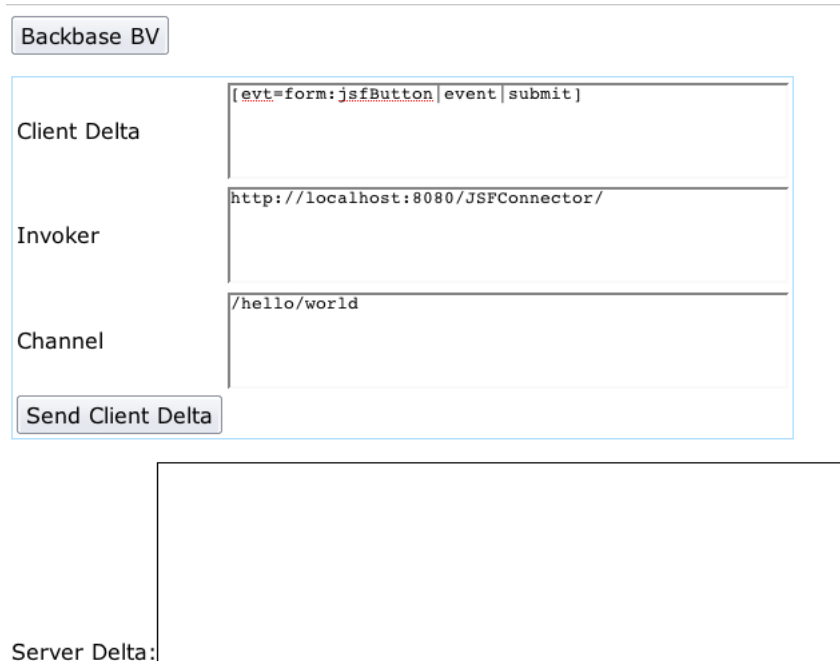 Backbase BV
Client Delta
[evt=form:jsfButton|event|submit]
Invoker
http://localhost:8080/JSFConnector/
Channel
/hello/world
Send Client Delta
Server Delta: